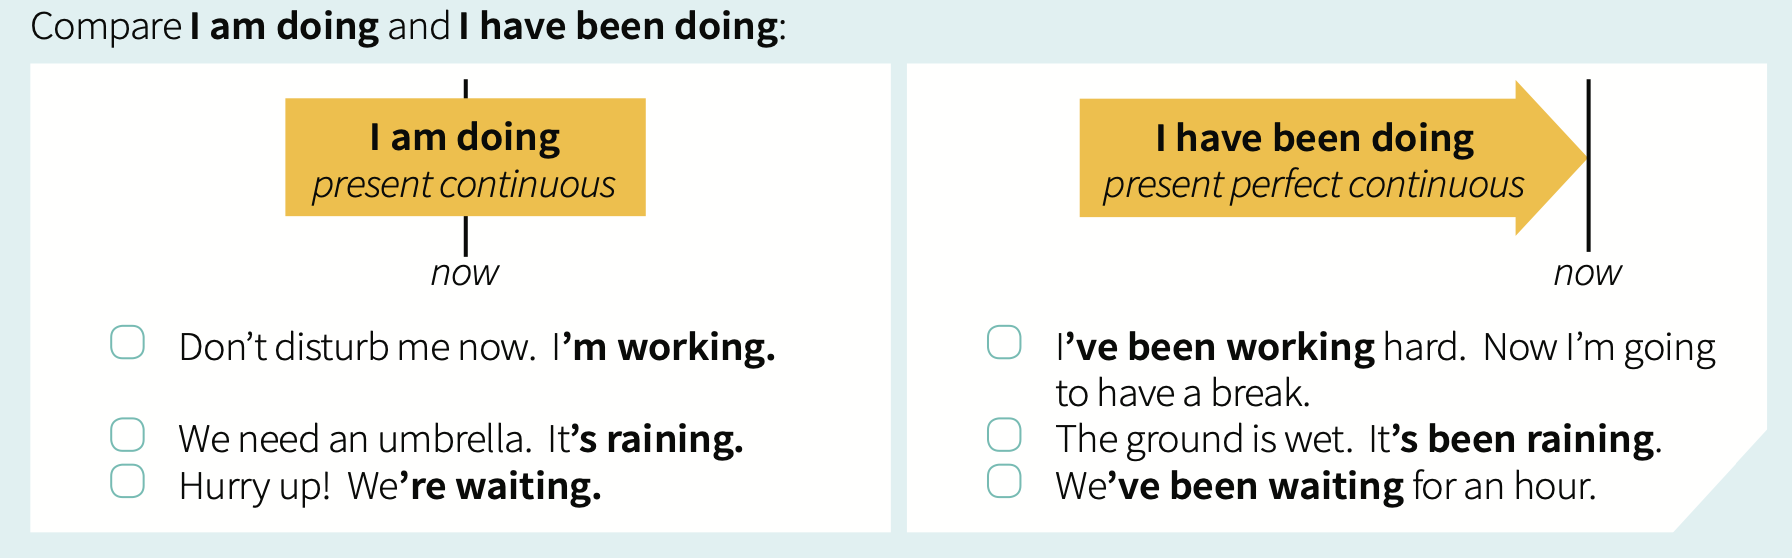 Compare I am doing and I have been doing:
I am doing
present continuous
now
Don’t disturb me now. I’m working.
We need an umbrella. It’s raining.
Hurry up! We’re waiting.
I have been doing
present perfect continuous
now
I’ve been working hard. Now I’m going
to have a break.
The ground is wet. It’s been raining.
We’ve been waiting for an hour.